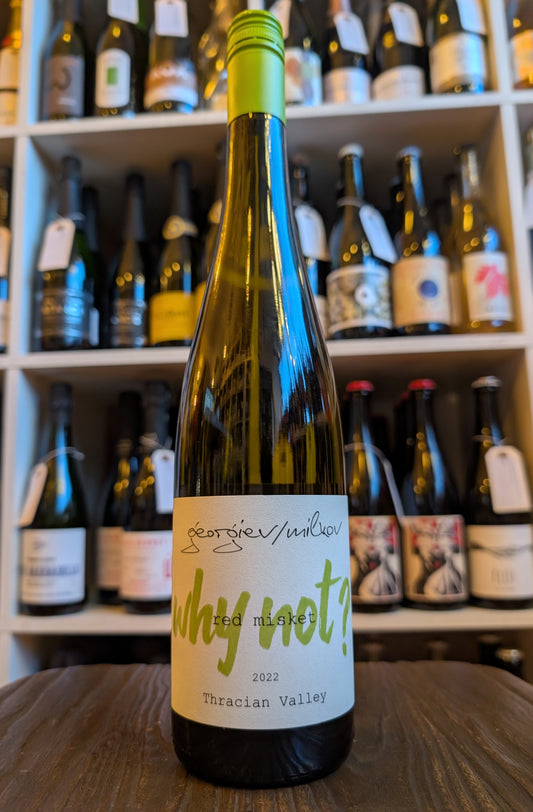 georgiev/milkov
why not?
red misket
2022
Thracian Valley